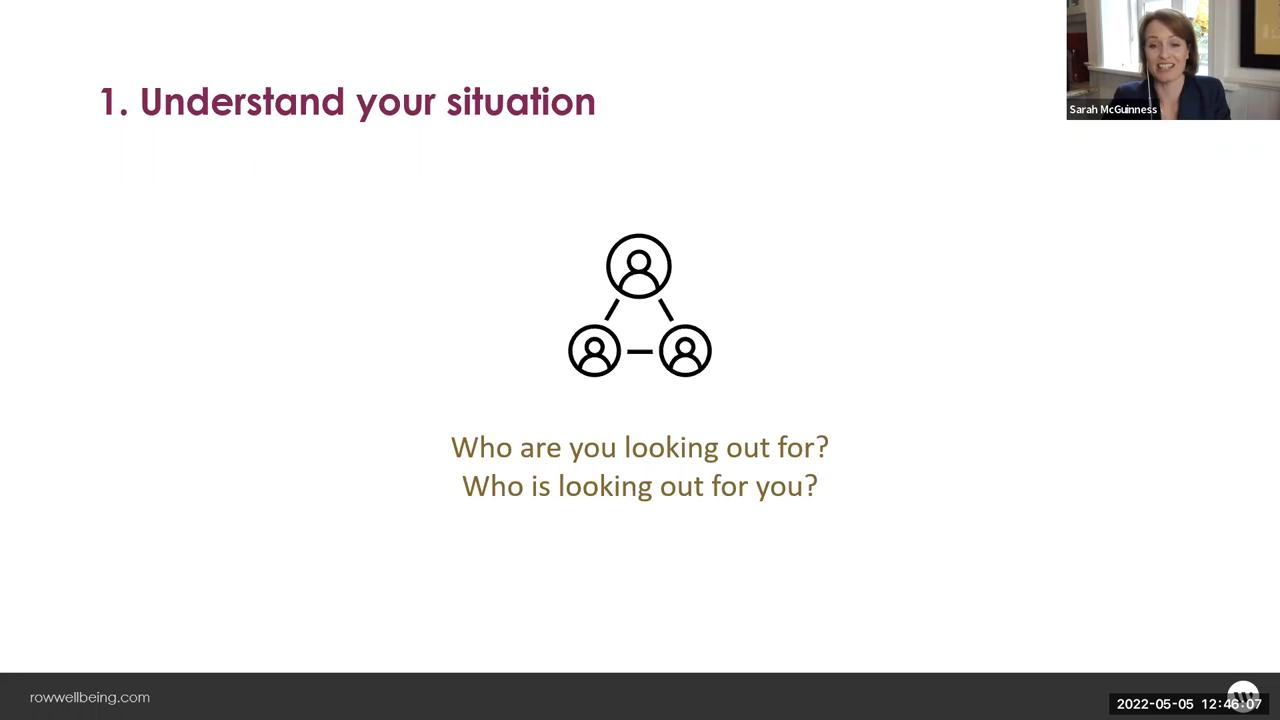 1. Understand your situation
Sarah McGuinness
Who are you looking out for?
Who is looking out for you?
rowwellbeing.com
2022-05-05 12:46:07